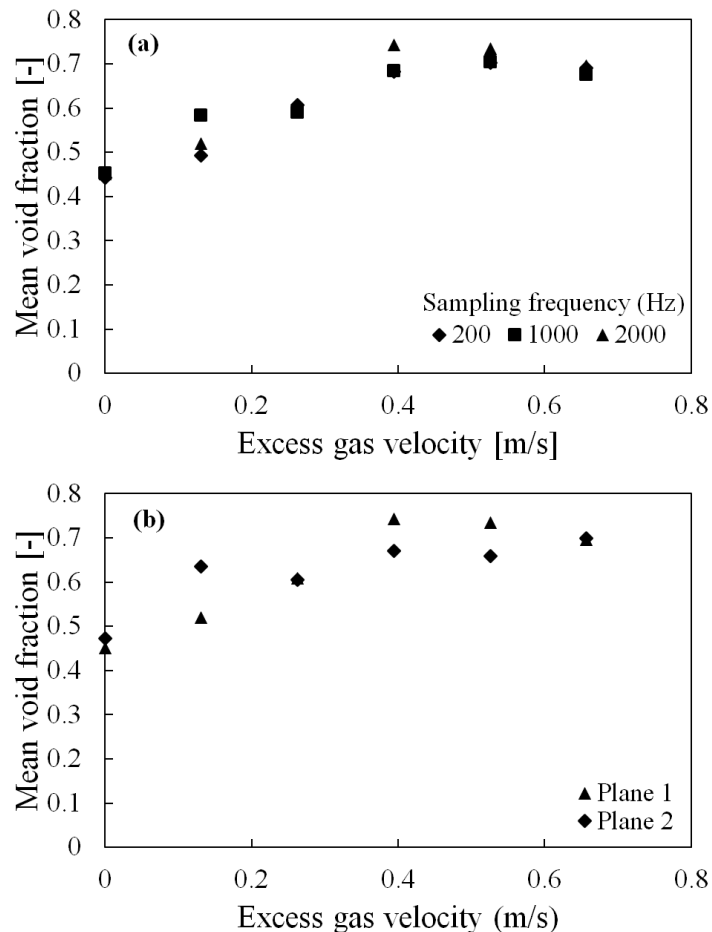 (a)
Mean void fraction [-]
0.8
0.7
0.6
0.5
0.4
0.3
0.2
0.1
0
Sampling frequency (Hz)
200 1000 2000
0 0.2 0.4 0.6 0.8
Excess gas velocity [m/s]
(b)
Mean void fraction [-]
0.8
0.7
0.6
0.5
0.4
0.3
0.2
0.1
0
Plane 1
Plane 2
0 0.2 0.4 0.6 0.8
Excess gas velocity (m/s)